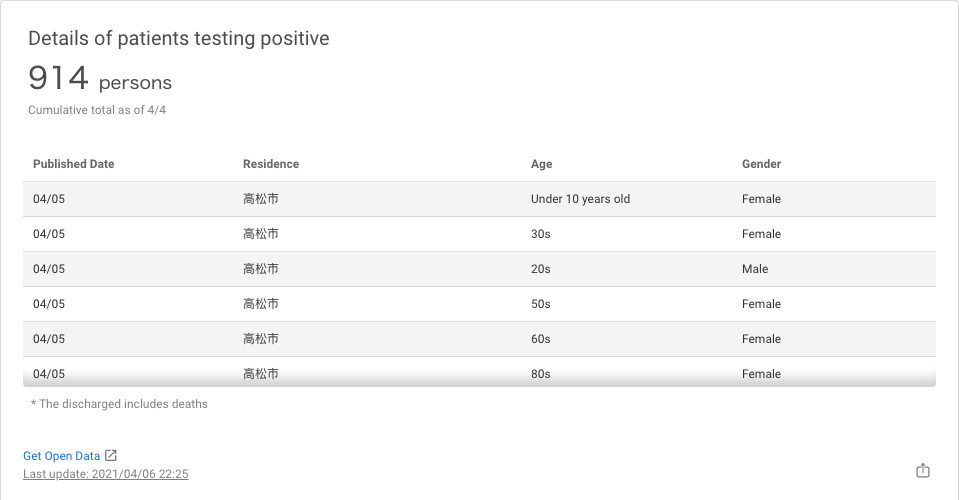 Details of patients testing positive
914 persons
Cumulative total as of 4/4
Published Date Residence Age Gender
04/05 高松市 Under 10 years old Female
04/05 高松市 30s Female
04/05 高松市 20s Male
04/05 高松市 50s Female
04/05 高松市 60s Female
04/05 高松市 80s Female
* The discharged includes deaths
Get Open Data
Last update: 2021/04/06 22:25